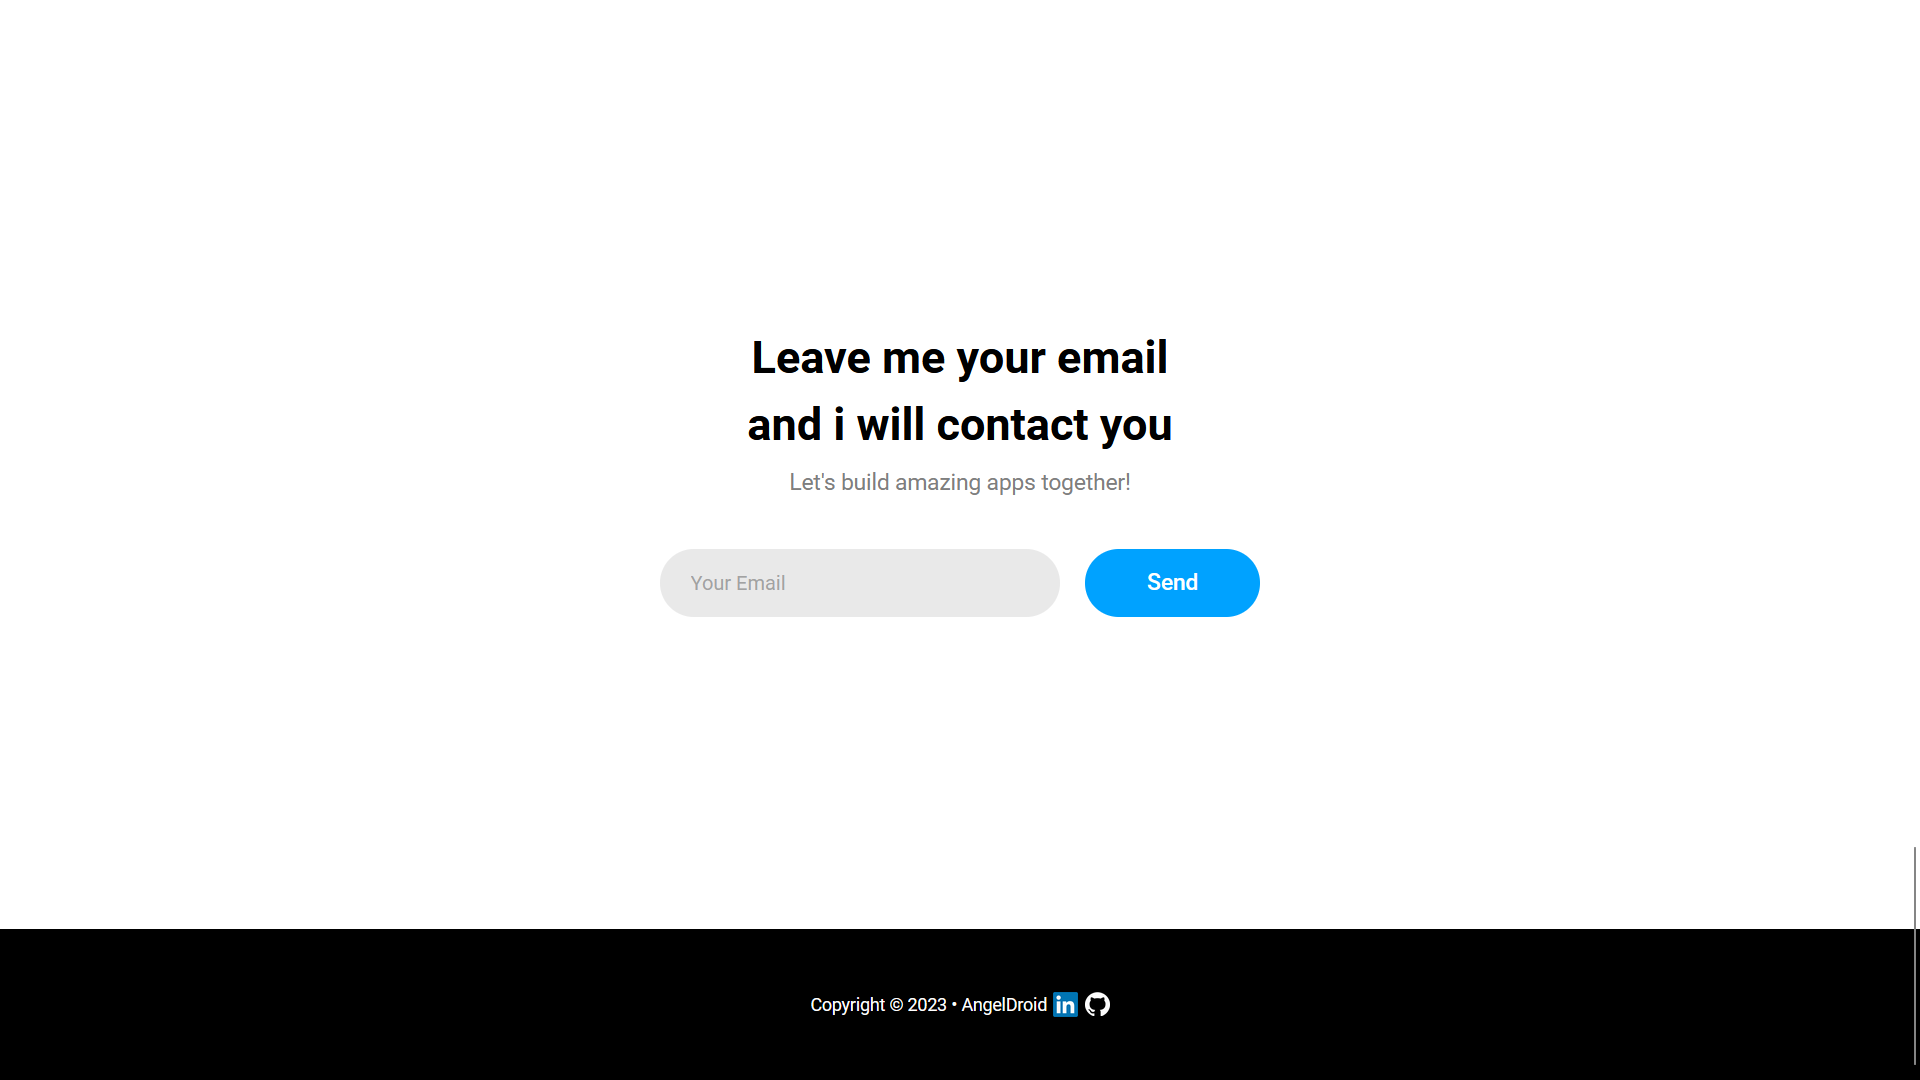 Leave me your email
and i will contact you
Let's build amazing apps together!
Your Email
Send
Copyright © 2023 • AngelDroid in